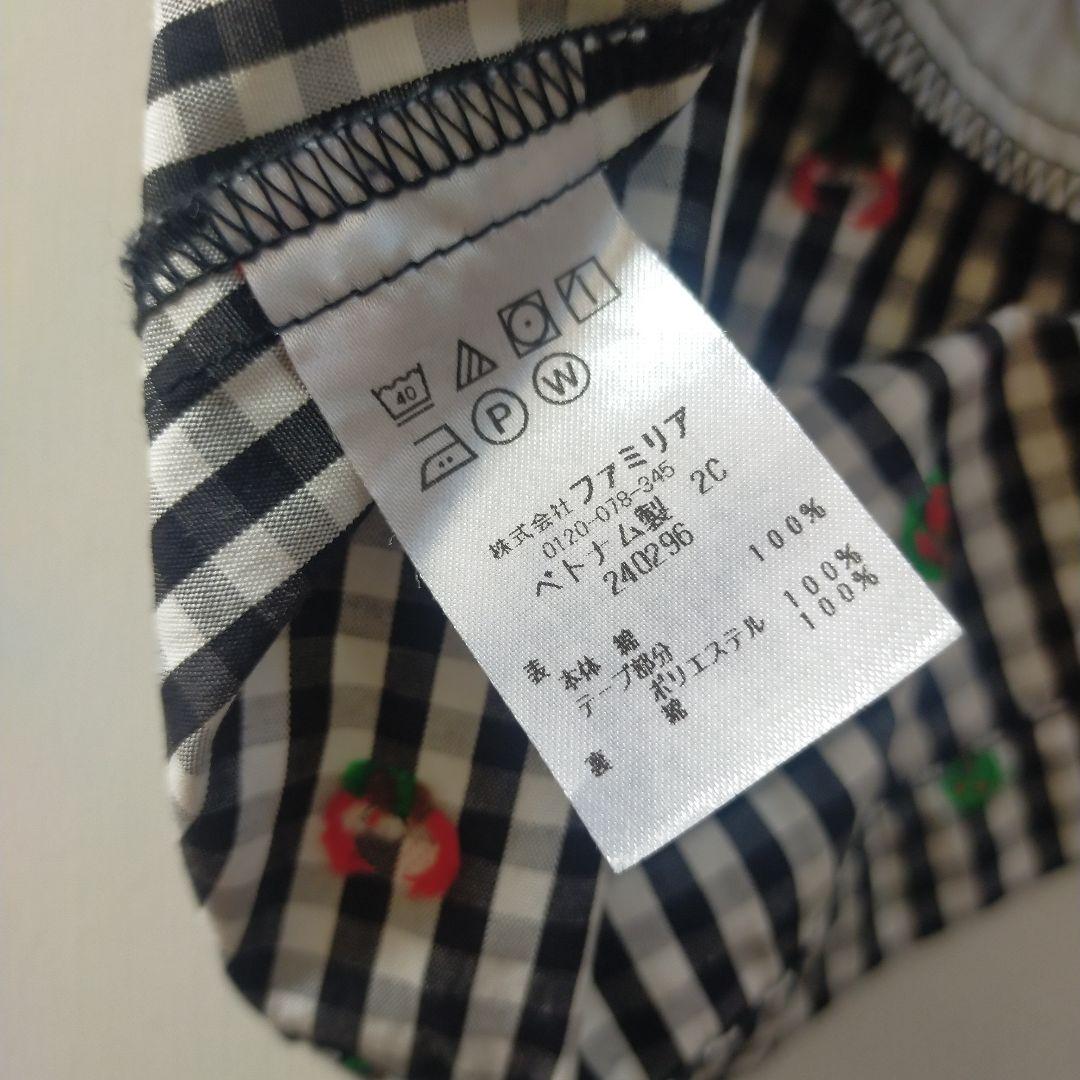 40
P W
株式会社 ファミリア
0120-078-345
ベトナム製 2C
240296
表 本体 綿 100%
テープ部分
ポリエステル 100%
裏 綿 100%